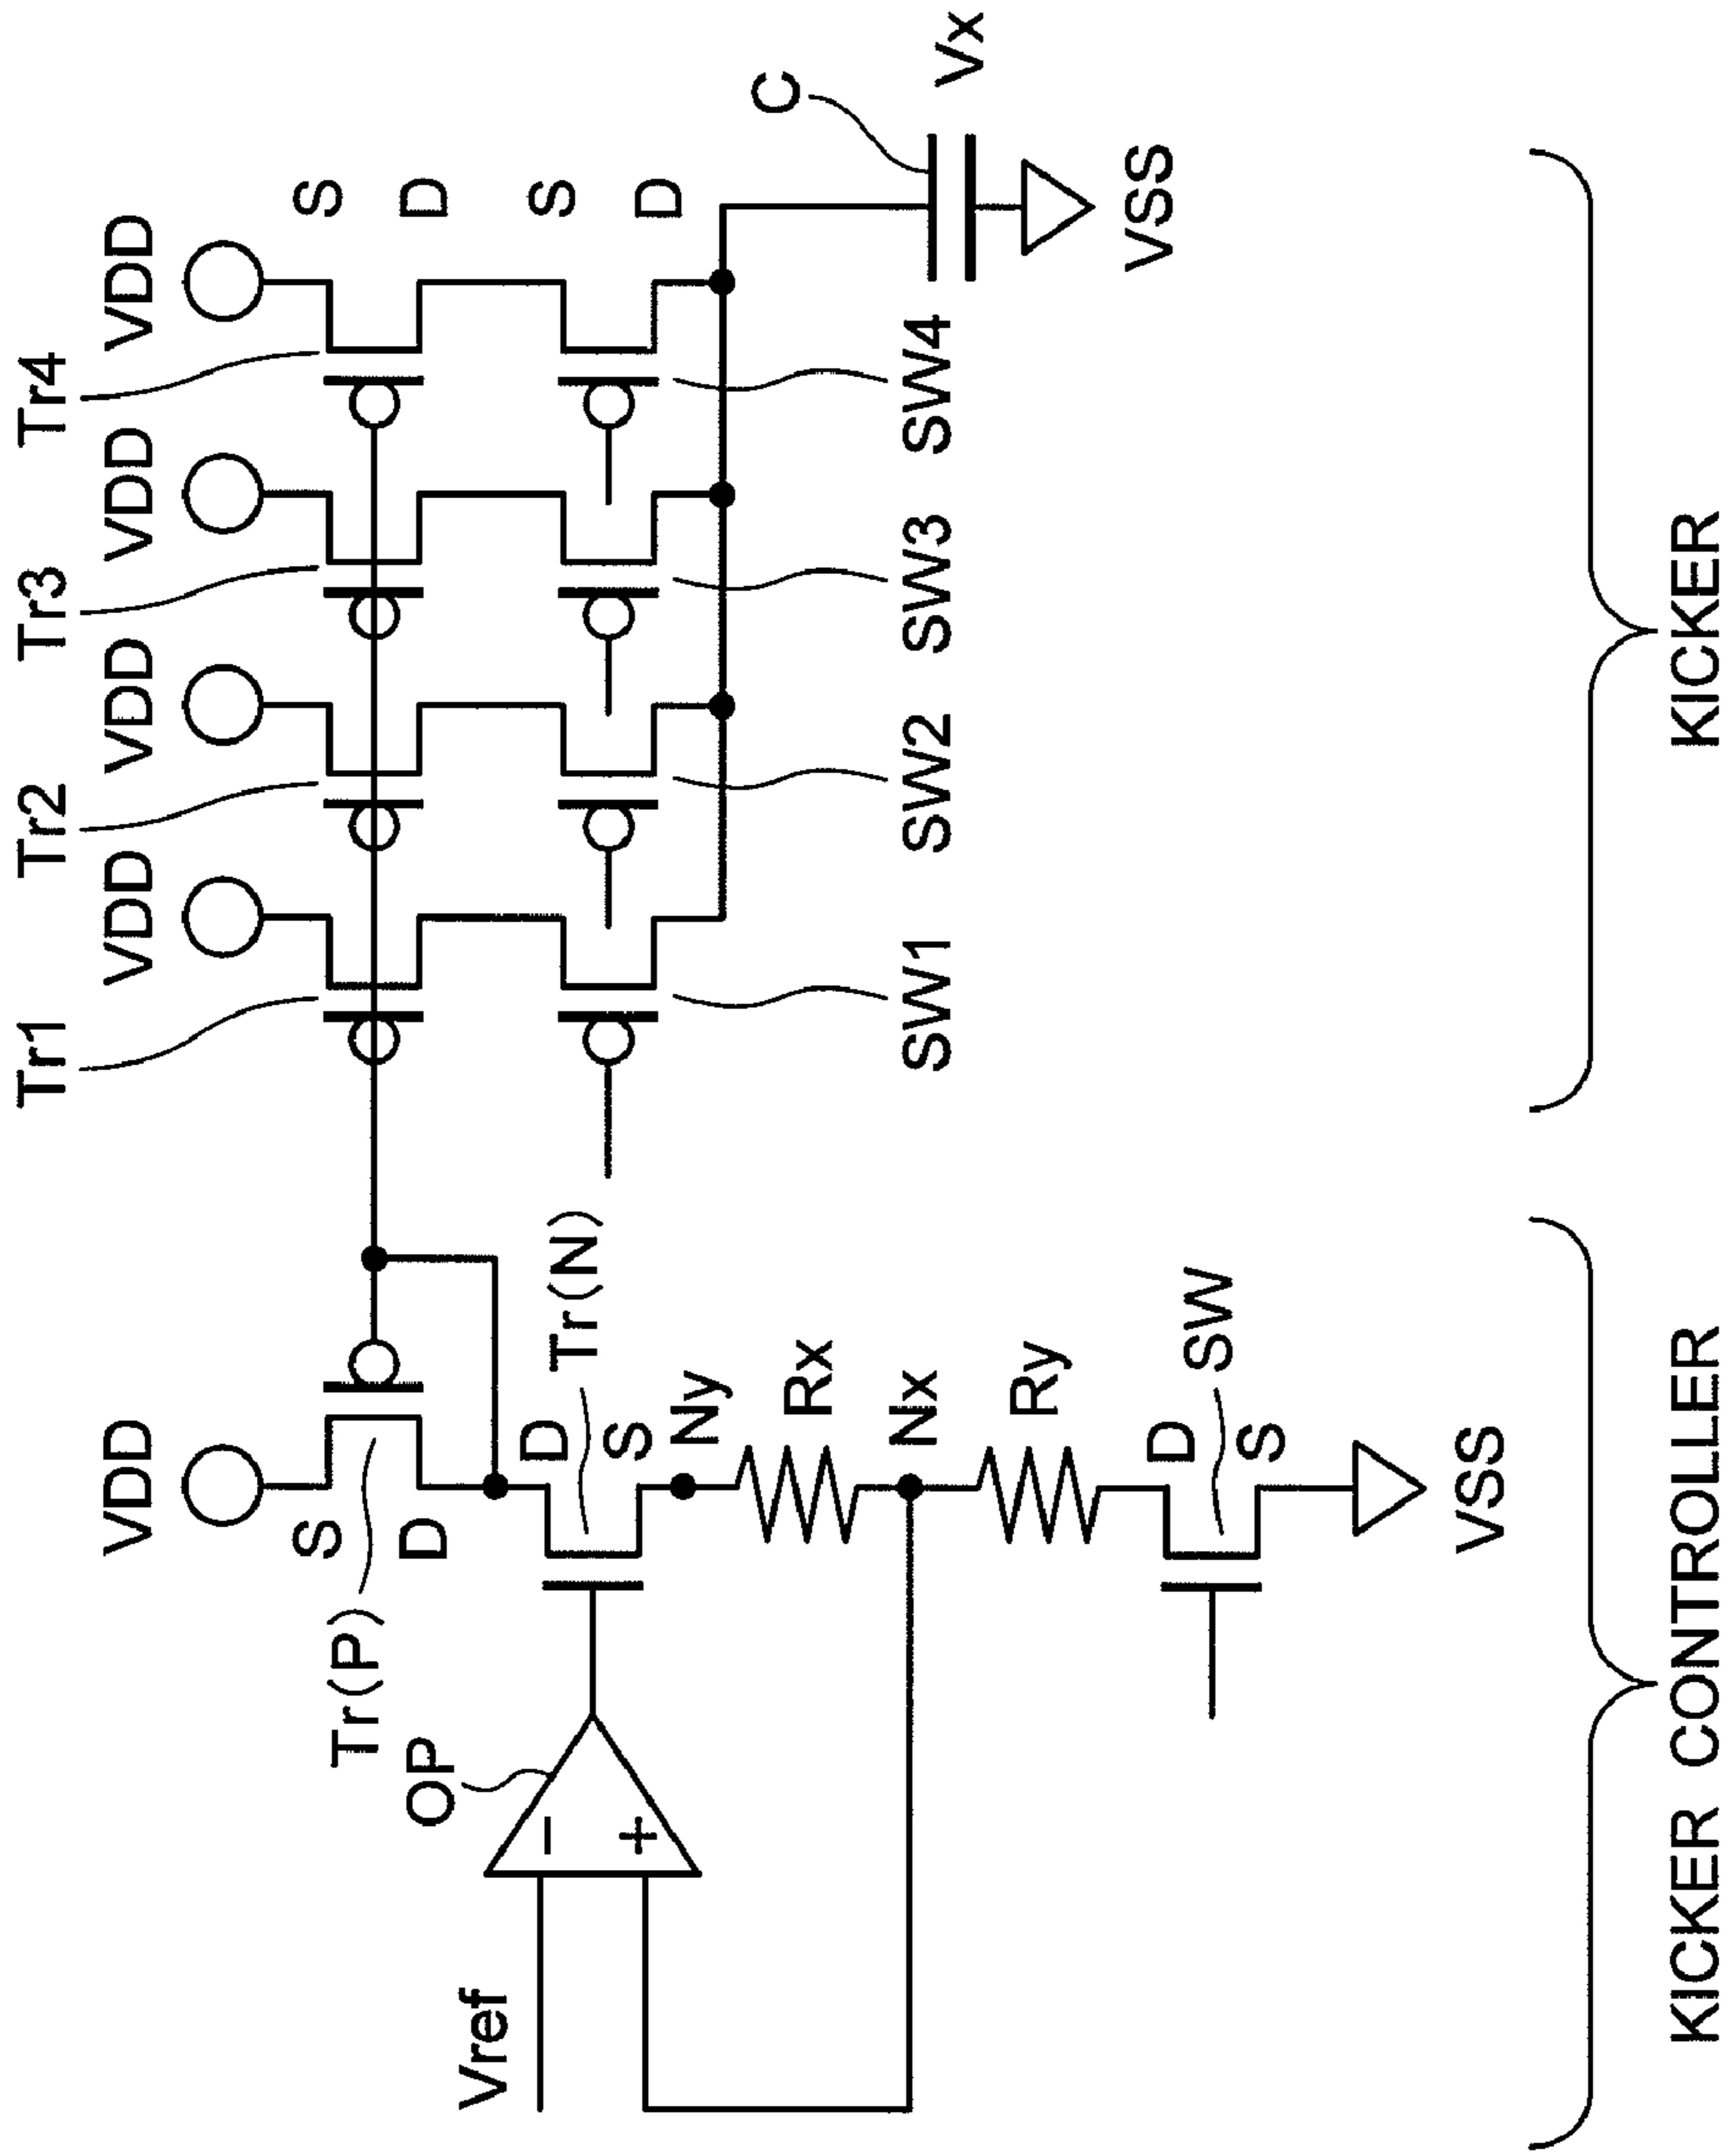 Tr1
Tr2
Tr3
Tr4
VDD
VDD
VDD
VDD
VDD
S
D
Tr(P)
S
D
S
D
OP
−
+
Vref
D
S
Tr(N)
Ny
Rx
Nx
Ry
D
S
SW
VSS
SW1
SW2
SW3
SW4
C
Vx
VSS
KICKER CONTROLLER
KICKER